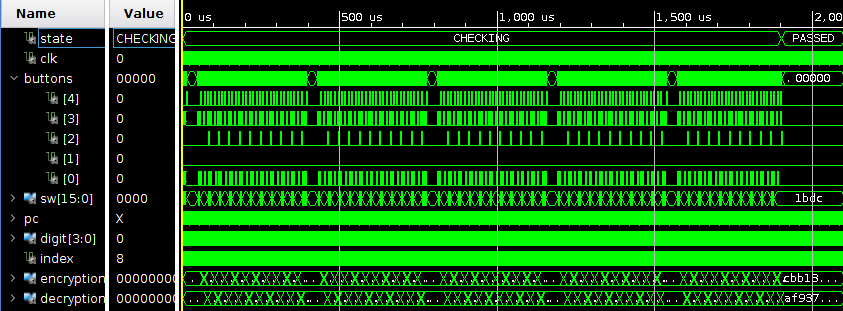 Name Value 0 us 500 us 1,000 us 1,500 us 2,0
state CHECKING CHECKING PASSED
clk 0
buttons 00000 ...00000
[4] 0
[3] 0
[2] 0
[1] 0
[0] 0
sw[15:0] 0000 1bdc
pc X
digit[3:0] 0
index 8
encryption 00000000 cbb13...
decryption 00000000 af937...